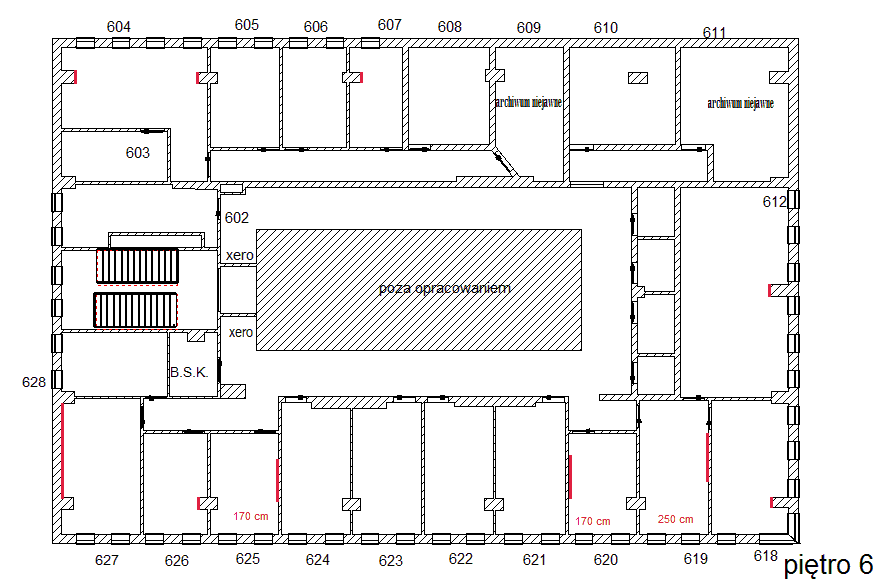 604
605
606
607
608
609
610
611
archiwum niejawne
archiwum niejawne
603
602
612
xero
poza opracowaniem
xero
B.S.K.
628
170 cm
170 cm
250 cm
627
626
625
624
623
622
621
620
619
618
piętro 6